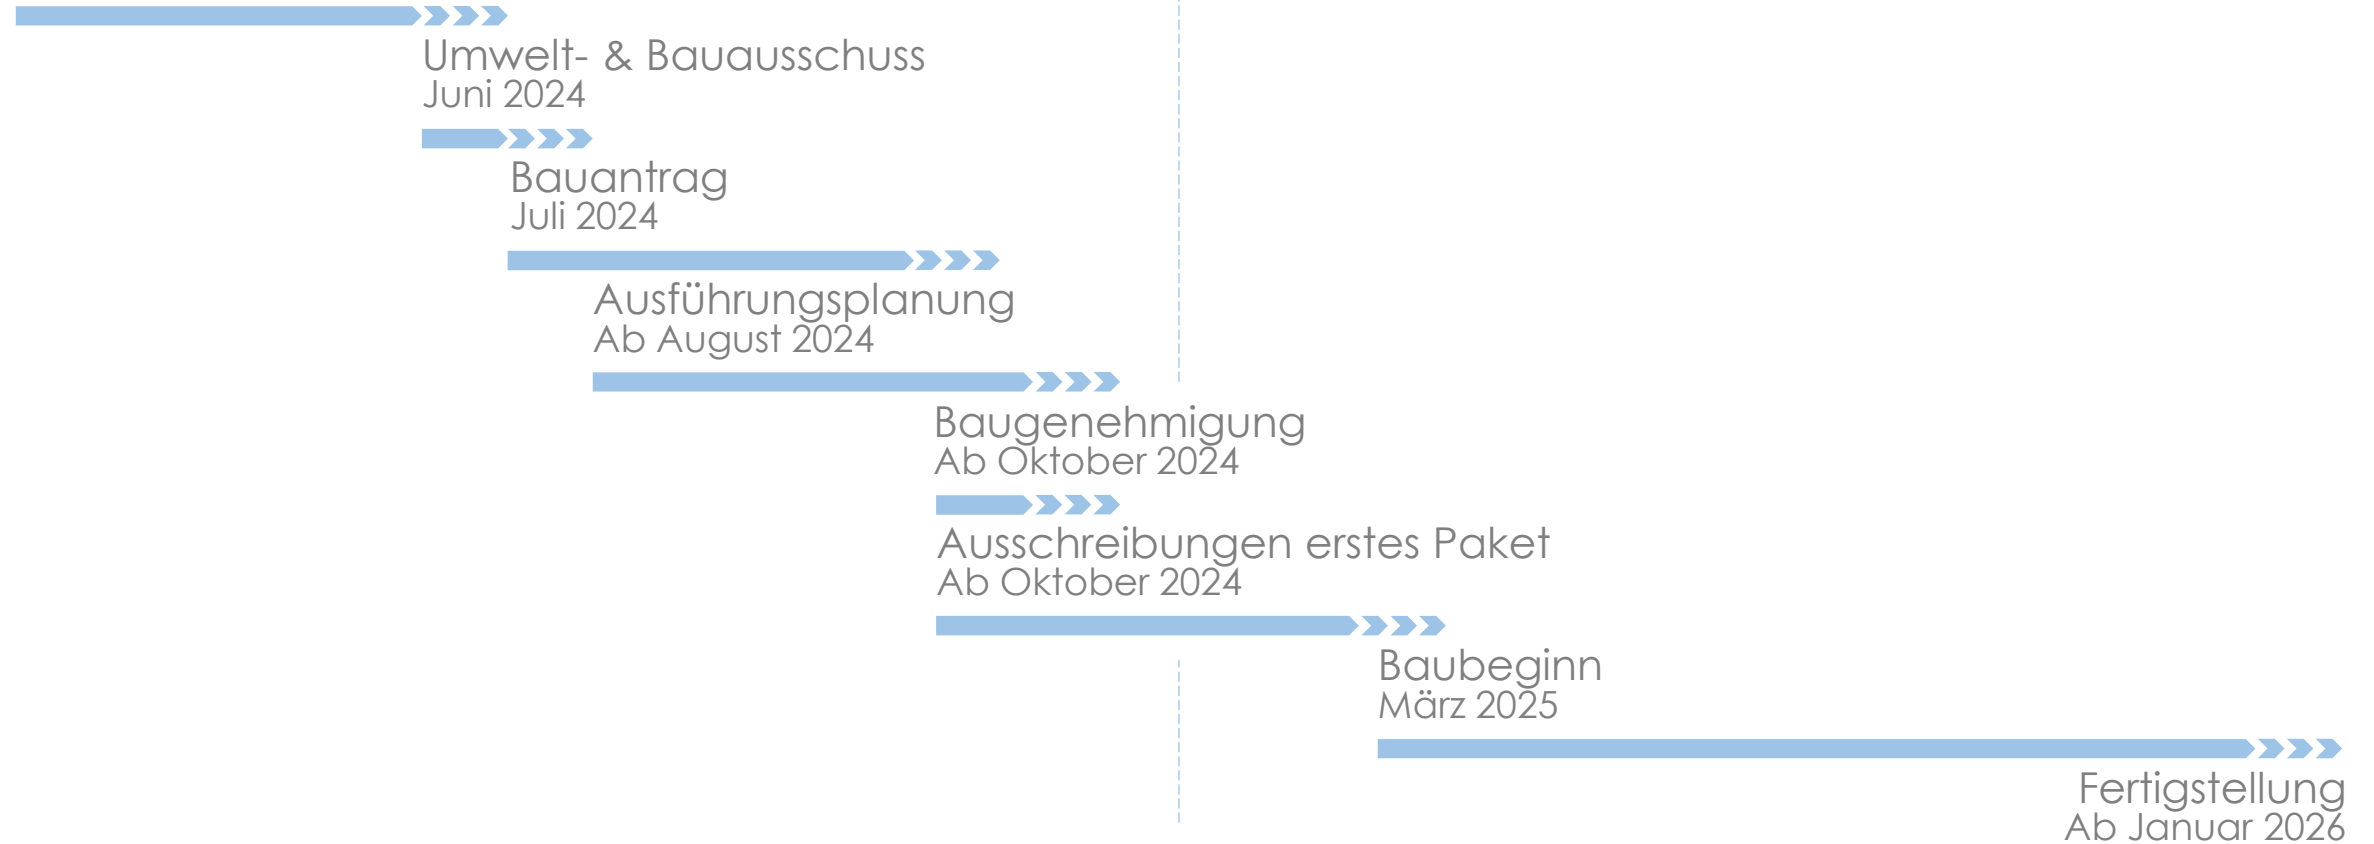 Umwelt- & Bauausschuss
Juni 2024
Bauantrag
Juli 2024
Ausführungsplanung
Ab August 2024
Baugenehmigung
Ab Oktober 2024
Ausschreibungen erstes Paket
Ab Oktober 2024
Baubeginn
März 2025
Fertigstellung
Ab Januar 2026